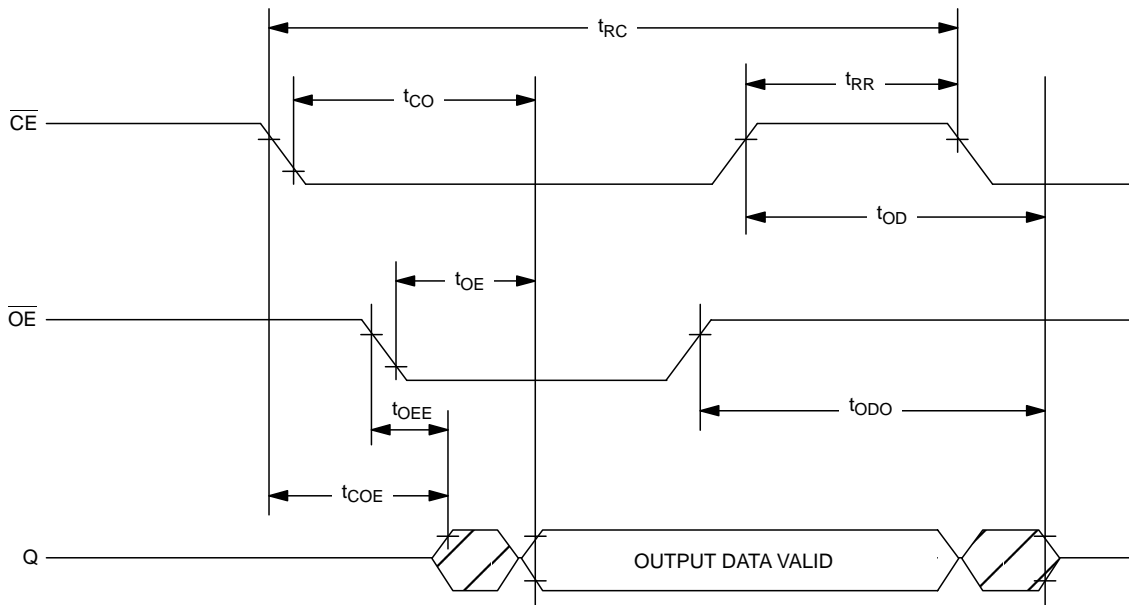 tRC
tRR
tCO
CE
tOD
tOE
OE
tOEE
tODO
tCOE
Q
OUTPUT DATA VALID